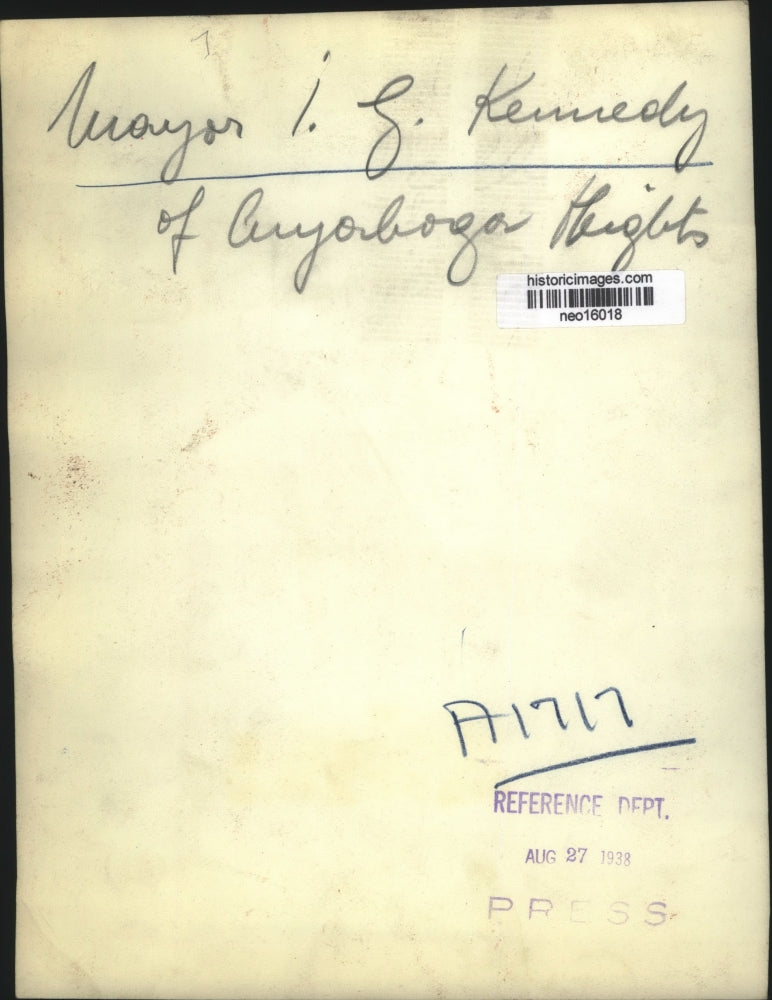 Mayor I. G. Kennedy
of Cuyahoga Heights
historicimages.com
neo16018
A1717
REFERENCE DEPT.
AUG 27 1938
PRESS